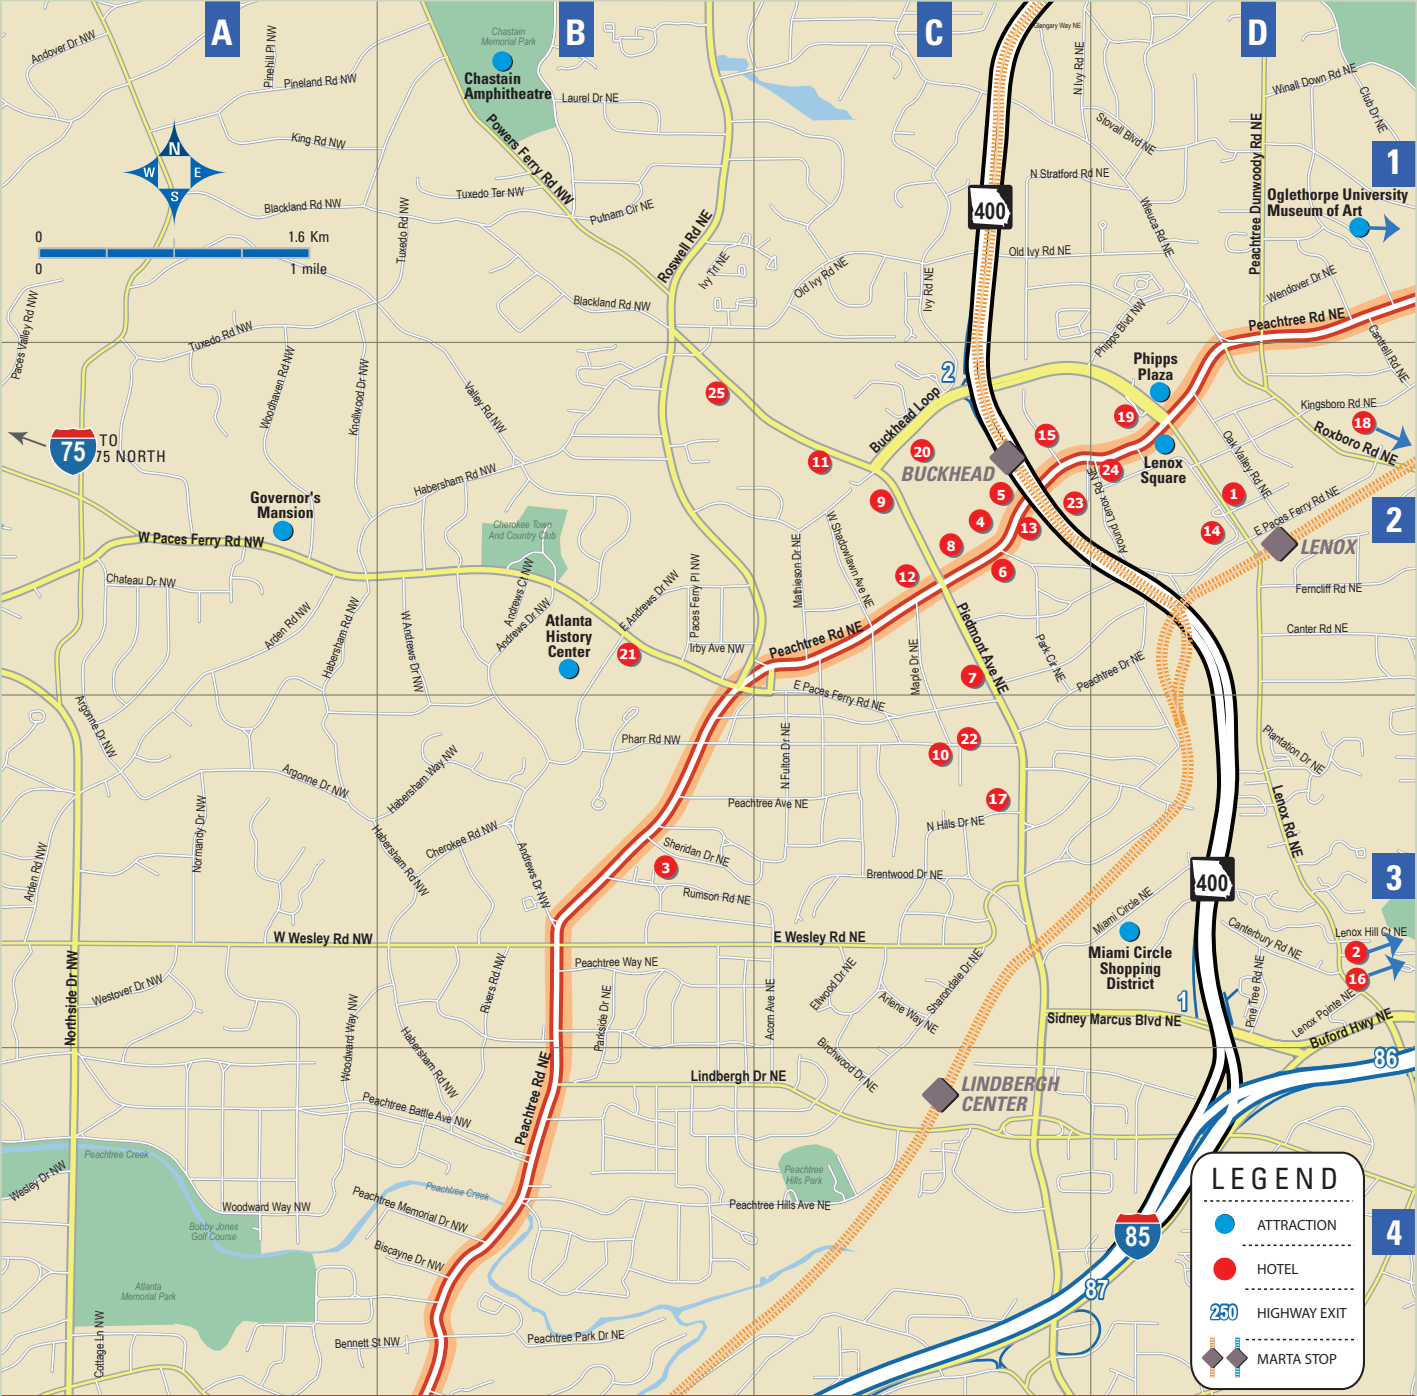 A
B
C
D
1
2
3
4
Andover Dr NW
Pinehill Pl NW
Pineland Rd NW
King Rd NW
Blackland Rd NW
Chastain
Memorial Park
Chastain
Amphitheatre
Laurel Dr NE
Powers Ferry Rd NW
Tuxedo Ter NW
Putnam Cir NE
Tuxedo Rd NW
Roswell Rd NE
Ivy Trl NE
Blackland Rd NW
Old Ivy Rd NE
Ivy Rd NE
Glengary Way NE
N Ivy Rd NE
Stovall Blvd NE
N Stratford Rd NE
Wieuca Rd NE
Old Ivy Rd NE
400
Peachtree Dunwoody Rd NE
Winall Down Rd NE
Club Dr NE
Oglethorpe University
Museum of Art
Wendover Dr NE
Peachtree Rd NE
Cantrell Rd NE
Phipps Blvd NW
N
W
E
S
0
1.6 Km
0
1 mile
Paces Valley Rd NW
Tuxedo Rd NW
Woodhaven Rd NW
Knollwood Dr NW
Valley Rd NW
75
TO
75 NORTH
Habersham Rd NW
Governor's
Mansion
W Paces Ferry Rd NW
Chateau Dr NW
Arden Rd NW
Habersham Rd NW
W Andrews Dr NW
Cherokee Town
And Country Club
Andrews Ct NW
Andrews Dr NW
Atlanta
History
Center
E Andrews Dr NW
Paces Ferry Pl NW
Irby Ave NW
21
25
11
9
20
Buckhead Loop
2
BUCKHEAD
15
19
Phipps
Plaza
Lenox
Square
24
23
5
4
13
8
6
12
Around Lenox Rd NE
Oak Valley Rd NE
1
14
E Paces Ferry Rd NE
LENOX
Kingsboro Rd NE
18
Roxboro Rd NE
Ferncliff Rd NE
Canter Rd NE
Mathieson Dr NE
W Shadowlawn Ave NE
Peachtree Rd NE
Maple Dr NE
Piedmont Ave NE
Park Cir NE
Peachtree Dr NE
7
E Paces Ferry Rd NE
Argonne Dr NW
Argonne Dr NW
Habersham Way NW
Pharr Rd NW
N Fulton Dr NE
22
10
17
Peachtree Ave NE
N Hills Dr NE
Plantation Dr NE
Lenox Rd NE
Arden Rd NW
Normandy Dr NW
Habersham Rd NW
Cherokee Rd NW
Andrews Dr NW
3
Sheridan Dr NE
Rumson Rd NE
Brentwood Dr NE
400
Miami Circle NE
Miami Circle
Shopping
District
Canterbury Rd NE
Lenox Hill Ct NE
2
16
W Wesley Rd NW
E Wesley Rd NE
Northside Dr NW
Westover Dr NW
Rivers Rd NW
Woodward Way NW
Habersham Rd NW
Peachtree Way NE
Parkside Dr NE
Acorn Ave NE
Ellwood Dr NE
Arlene Way NE
Sharondale Dr NE
Birchwood Dr NE
Sidney Marcus Blvd NE
1
Pine Tree Rd NE
Lenox Pointe NE
Buford Hwy NE
86
Lindbergh Dr NE
LINDBERGH
CENTER
Peachtree Rd NE
Peachtree Battle Ave NW
Peachtree Creek
Wesley Dr NW
Woodward Way NW
Bobby Jones
Golf Course
Atlanta
Memorial Park
Peachtree Creek
Peachtree Memorial Dr NW
Biscayne Dr NW
Bennett St NW
Cottage Ln NW
Peachtree Park Dr NE
Peachtree
Hills Park
Peachtree Hills Ave NE
85
87
LEGEND
ATTRACTION
HOTEL
250 HIGHWAY EXIT
MARTA STOP